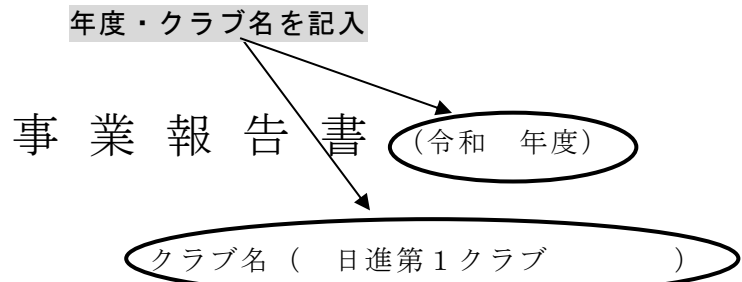 年度・クラブ名を記入
事 業 報 告 書 (令和　年度)
クラブ名（　日進第１クラブ　　　　）